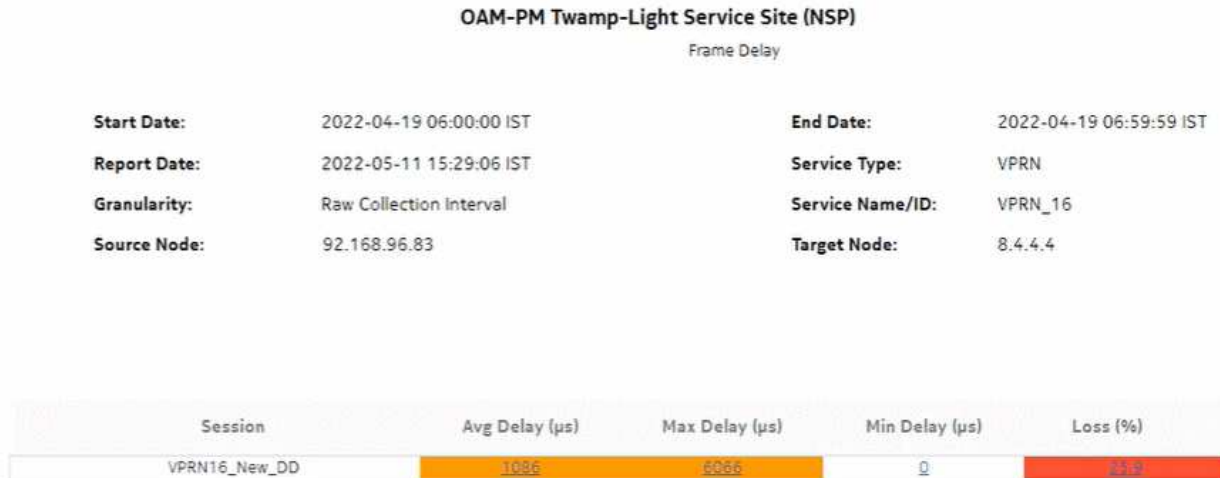 OAM-PM Twamp-Light Service Site (NSP)
Frame Delay
Start Date: 2022-04-19 06:00:00 IST End Date: 2022-04-19 06:59:59 IST
Report Date: 2022-05-11 15:29:06 IST Service Type: VPRN
Granularity: Raw Collection Interval Service Name/ID: VPRN_16
Source Node: 92.168.96.83 Target Node: 8.4.4.4
Session Avg Delay (µs) Max Delay (µs) Min Delay (µs) Loss (%)
VPRN16_New_DD 1086 6066 0 25.9